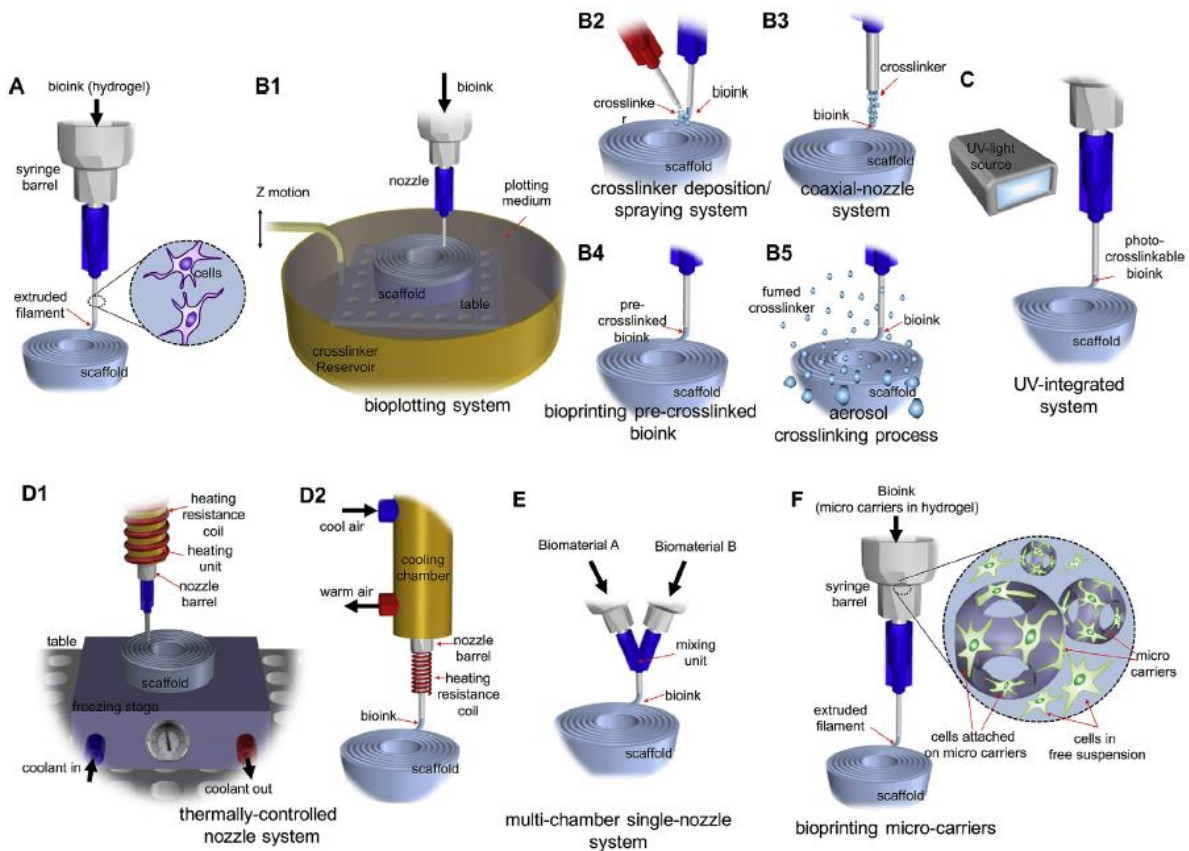 A
bioink (hydrogel)
syringe
barrel
cells
extruded
filament
scaffold
B1
bioink
nozzle
plotting
medium
Z motion
scaffold
table
crosslinker
Reservoir
bioplotting system
B2
crosslinke
r
bioink
scaffold
crosslinker deposition/
spraying system
B3
crosslinker
bioink
scaffold
coaxial-nozzle
system
B4
pre-
crosslinked
bioink
scaffold
bioprinting pre-crosslinked
bioink
B5
fumed
crosslinker
bioink
scaffold
aerosol
crosslinking process
C
UV-light
source
photo-
crosslinkable
bioink
scaffold
UV-integrated
system
D1
heating
resistance
coil
heating
unit
nozzle
barrel
table
scaffold
freezing stage
coolant in
coolant out
thermally-controlled
nozzle system
D2
cool air
cooling
chamber
warm air
nozzle
barrel
heating
resistance
coil
bioink
scaffold
E
Biomaterial A
Biomaterial B
mixing
unit
bioink
scaffold
multi-chamber single-nozzle
system
F
Bioink
(micro carriers in hydrogel)
syringe
barrel
micro
carriers
extruded
filament
cells attached
on micro carriers
cells in
free suspension
scaffold
bioprinting micro-carriers